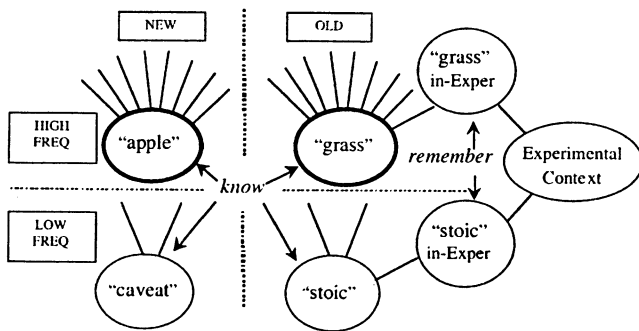 NEW
OLD
"grass"
in-Exper
HIGH
FREQ
"apple"
"grass"
remember
Experimental
Context
know
LOW
FREQ
"stoic"
in-Exper
"caveat"
"stoic"